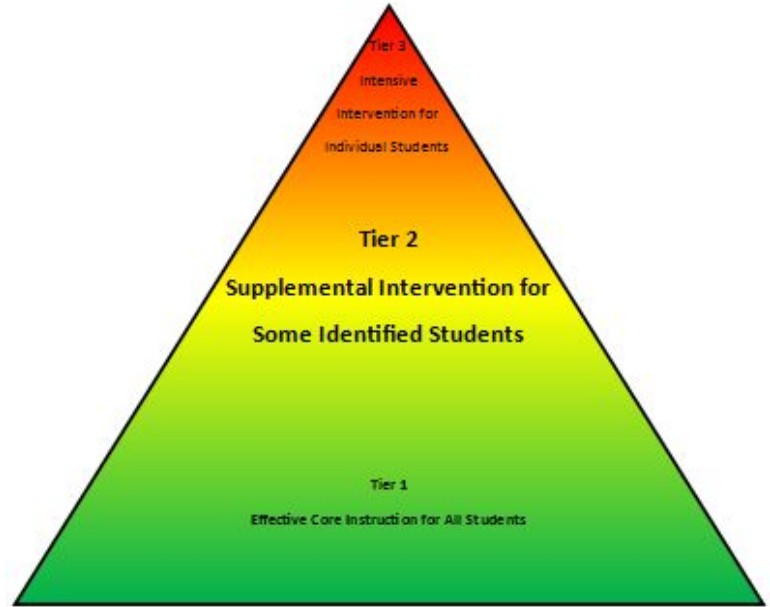 Tier 3
Intensive
Intervention for
Individual Students
Tier 2
Supplemental Intervention for
Some Identified Students
Tier 1
Effective Core Instruction for All Students